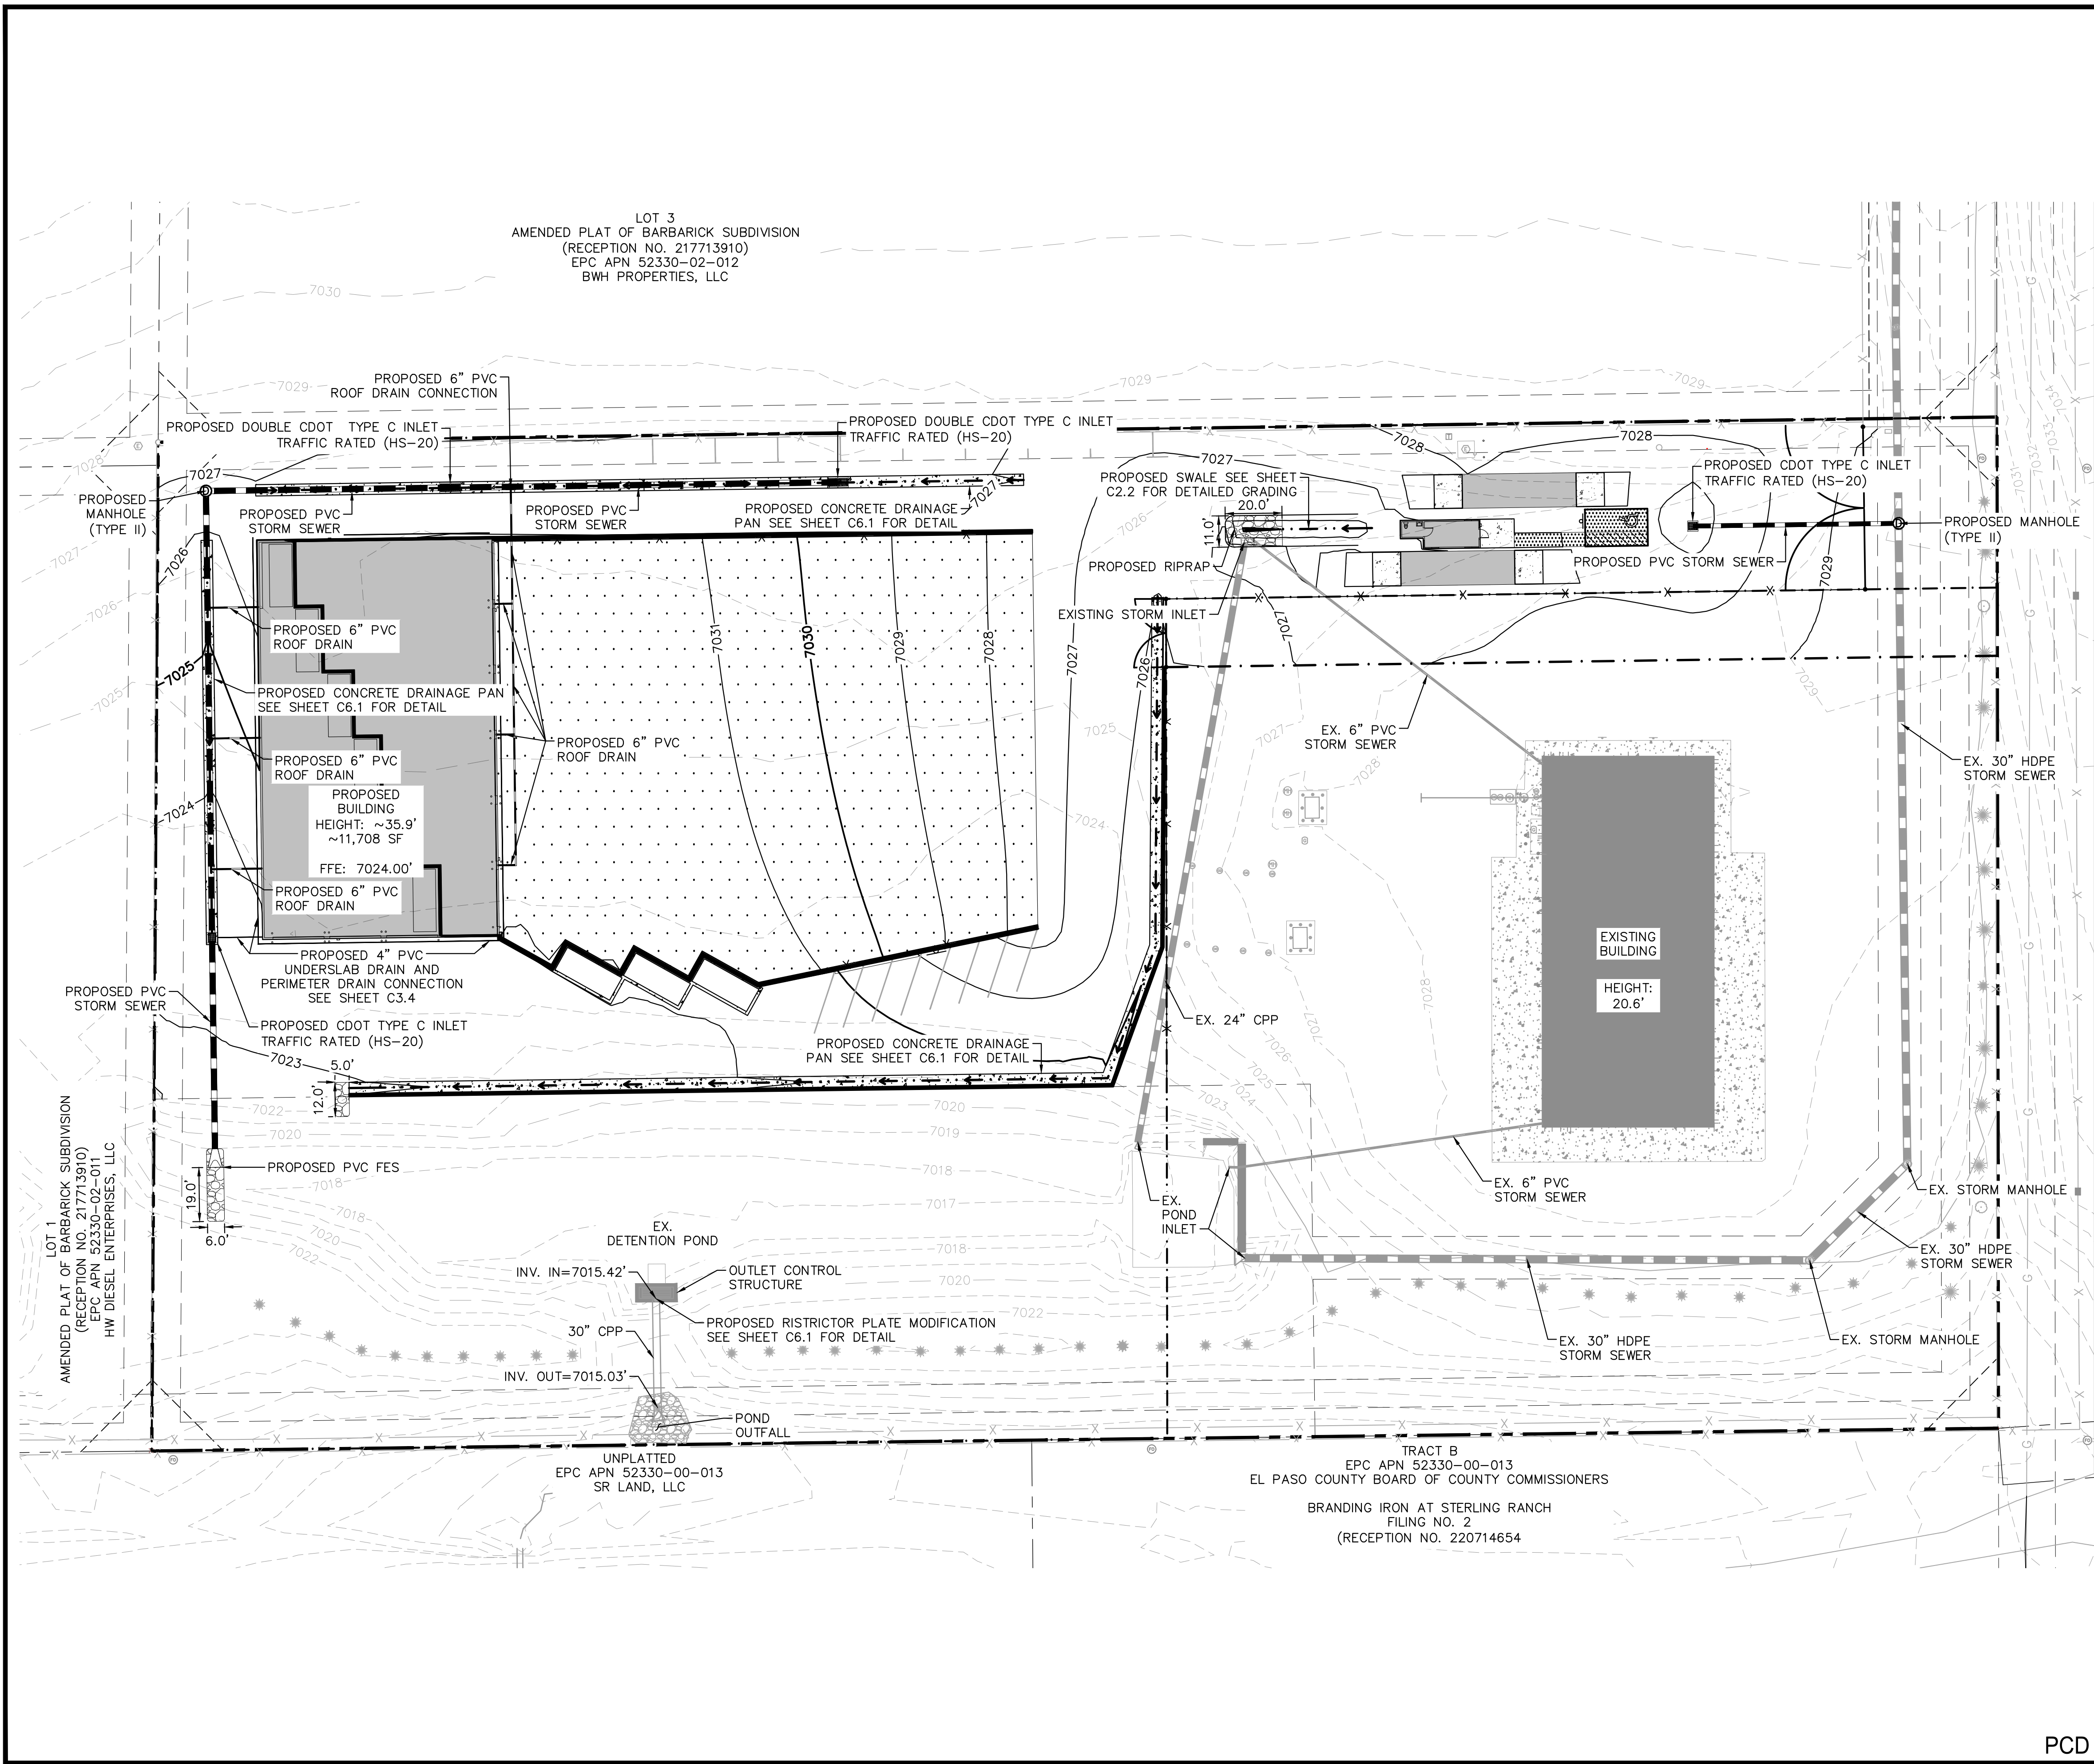 LOT 3
AMENDED PLAT OF BARBARICK SUBDIVISION
(RECEPTION NO. 217713910)
EPC APN 52330-02-012
BWH PROPERTIES, LLC
7030
7029
7029
7029
PROPOSED 6" PVC
ROOF DRAIN CONNECTION
PROPOSED DOUBLE CDOT TYPE C INLET
TRAFFIC RATED (HS-20)
PROPOSED DOUBLE CDOT TYPE C INLET
TRAFFIC RATED (HS-20)
7028
7028
7028
7027
7027
7027
PROPOSED SWALE SEE SHEET
C2.2 FOR DETAILED GRADING
20.0'
11.0'
PROPOSED CDOT TYPE C INLET
TRAFFIC RATED (HS-20)
PROPOSED
MANHOLE
(TYPE II)
PROPOSED PVC
STORM SEWER
PROPOSED PVC
STORM SEWER
PROPOSED CONCRETE DRAINAGE
PAN SEE SHEET C6.1 FOR DETAIL
7026
PROPOSED MANHOLE
(TYPE II)
7034
7033
7032
7031
7027
7026
PROPOSED RIPRAP
PROPOSED PVC STORM SEWER
7029
7026
EXISTING STORM INLET
7027
PROPOSED 6" PVC
ROOF DRAIN
7031
7030
7029
7028
7027
7026
7025
7025
PROPOSED CONCRETE DRAINAGE PAN
SEE SHEET C6.1 FOR DETAIL
7029
7025
7027
7028
EX. 6" PVC
STORM SEWER
PROPOSED 6" PVC
ROOF DRAIN
PROPOSED 6" PVC
ROOF DRAIN
EX. 30" HDPE
STORM SEWER
7024
PROPOSED
BUILDING
HEIGHT: ~35.9'
~11,708 SF
FFE: 7024.00'
7024
PROPOSED 6" PVC
ROOF DRAIN
EXISTING
BUILDING
HEIGHT:
20.6'
PROPOSED 4" PVC
UNDERSLAB DRAIN AND
PERIMETER DRAIN CONNECTION
SEE SHEET C3.4
PROPOSED PVC
STORM SEWER
7028
7027
7026
7025
7024
7023
EX. 24" CPP
PROPOSED CDOT TYPE C INLET
TRAFFIC RATED (HS-20)
PROPOSED CONCRETE DRAINAGE
PAN SEE SHEET C6.1 FOR DETAIL
7023
5.0'
12.0'
7022
7020
7020
7019
PROPOSED PVC FES
7018
7018
7017
19.0'
6.0'
7018
7020
7022
LOT 1
AMENDED PLAT OF BARBARICK SUBDIVISION
(RECEPTION NO. 217713910)
EPC APN 52330-02-011
HW DIESEL ENTERPRISES, LLC
EX.
POND
INLET
EX. 6" PVC
STORM SEWER
EX. STORM MANHOLE
EX.
DETENTION POND
7018
7020
7022
INV. IN=7015.42'
OUTLET CONTROL
STRUCTURE
EX. 30" HDPE
STORM SEWER
30" CPP
PROPOSED RISTRICTOR PLATE MODIFICATION
SEE SHEET C6.1 FOR DETAIL
EX. 30" HDPE
STORM SEWER
EX. STORM MANHOLE
INV. OUT=7015.03'
POND
OUTFALL
UNPLATTED
EPC APN 52330-00-013
SR LAND, LLC
TRACT B
EPC APN 52330-00-013
EL PASO COUNTY BOARD OF COUNTY COMMISSIONERS
BRANDING IRON AT STERLING RANCH
FILING NO. 2
(RECEPTION NO. 220714654
PCD